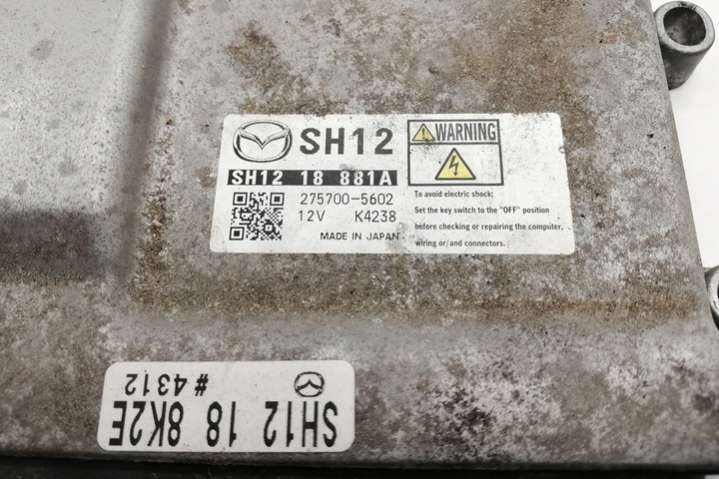 SH12
SH12 18 881A
275700-5602
12V K4238
MADE IN JAPAN
WARNING
To avoid electric shock;
Set the key switch to the "OFF" position
before checking or repairing the computer,
wiring or/and connectors.
SH12 18 8K2E
#4312